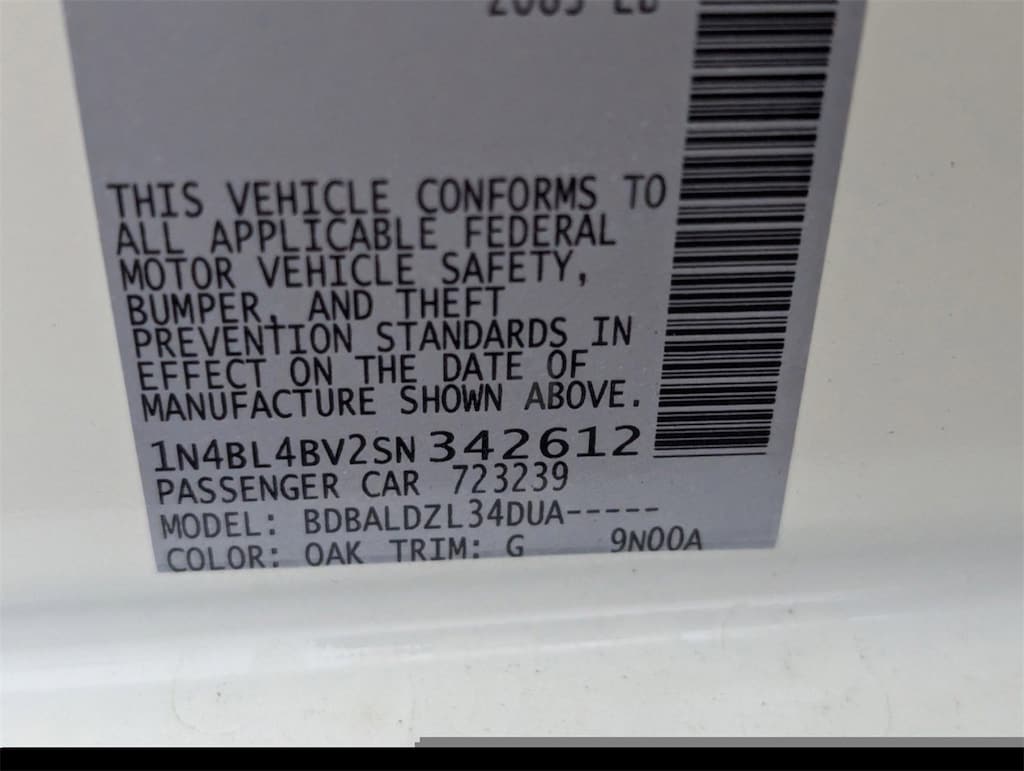 THIS VEHICLE CONFORMS TO
ALL APPLICABLE FEDERAL
MOTOR VEHICLE SAFETY,
BUMPER, AND THEFT
PREVENTION STANDARDS IN
EFFECT ON THE DATE OF
MANUFACTURE SHOWN ABOVE.
1N4BL4BV2SN342612
PASSENGER CAR 723239
MODEL: BDBALDZL34DUA-----
COLOR: OAK TRIM: G 9N00A